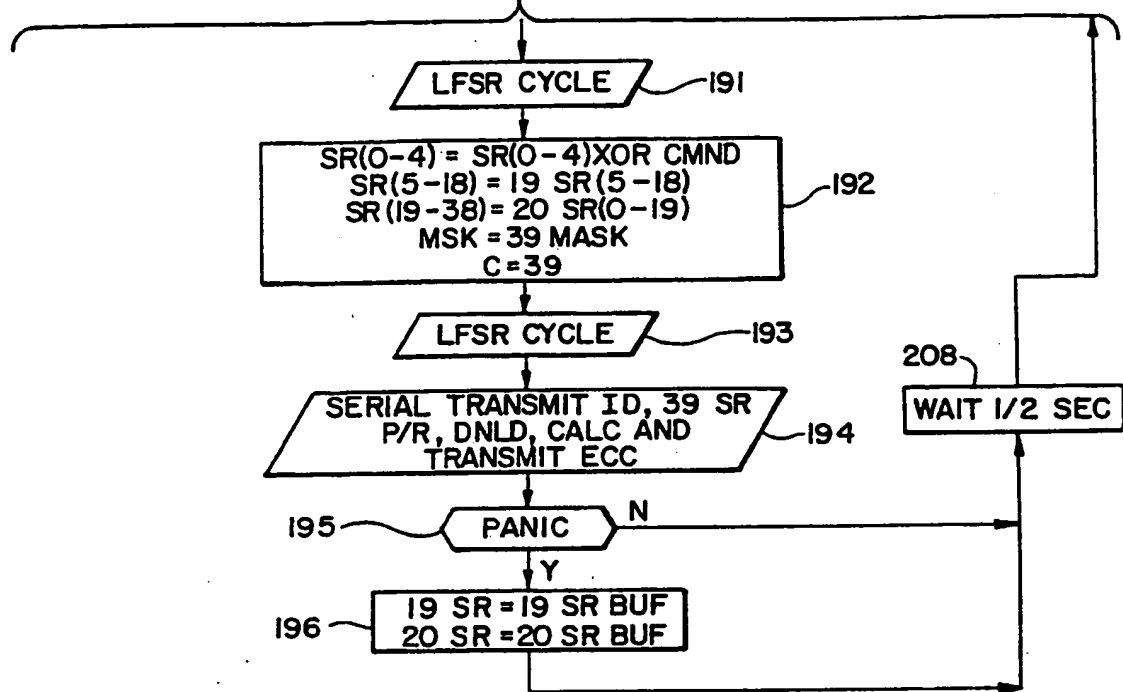 LFSR CYCLE
191
SR(0-4) = SR(0-4)XOR CMND
SR(5-18) = 19 SR(5-18)
SR(19-38) = 20 SR(0-19)
MSK = 39 MASK
C = 39
192
LFSR CYCLE
193
208
WAIT 1/2 SEC
SERIAL TRANSMIT ID, 39 SR
P/R, DNLD, CALC AND
TRANSMIT ECC
194
195
PANIC
N
Y
196
19 SR = 19 SR BUF
20 SR = 20 SR BUF